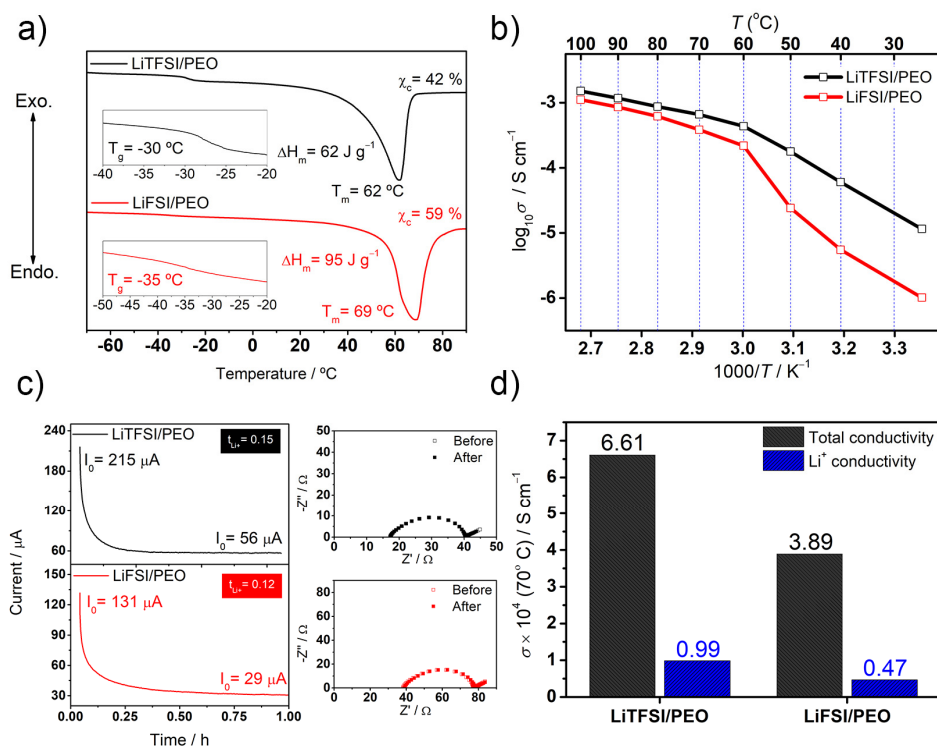 a)
Exo.
Endo.
LiTFSI/PEO
χc = 42 %
Tg = -30 ºC
-40 -35 -30 -25 -20
ΔHm = 62 J g−1
Tm = 62 ºC
LiFSI/PEO
χc = 59 %
Tg = -35 ºC
-50 -45 -40 -35 -30 -25 -20
ΔHm = 95 J g−1
Tm = 69 ºC
-60 -40 -20 0 20 40 60 80
Temperature / ºC
b)
T (ºC)
100 90 80 70 60 50 40 30
LiTFSI/PEO
LiFSI/PEO
log10σ / S cm−1
-3
-4
-5
-6
2.7 2.8 2.9 3.0 3.1 3.2 3.3
1000/T / K−1
c)
Current / µA
240
180
120
60
LiTFSI/PEO
tLi+= 0.15
I0= 215 µA
I0= 56 µA
150
120
90
60
30
LiFSI/PEO
tLi+= 0.12
I0= 131 µA
I0= 29 µA
0.00 0.25 0.50 0.75 1.00
Time / h
-Z'' / Ω
50
40
30
20
10
0
Before
After
0 10 20 30 40 50
Z' / Ω
-Z'' / Ω
80
60
40
20
0
Before
After
0 20 40 60 80
Z' / Ω
d)
σ × 104 (70° C) / S cm−1
7
6
5
4
3
2
1
0
Total conductivity
Li+ conductivity
6.61
0.99
3.89
0.47
LiTFSI/PEO LiFSI/PEO